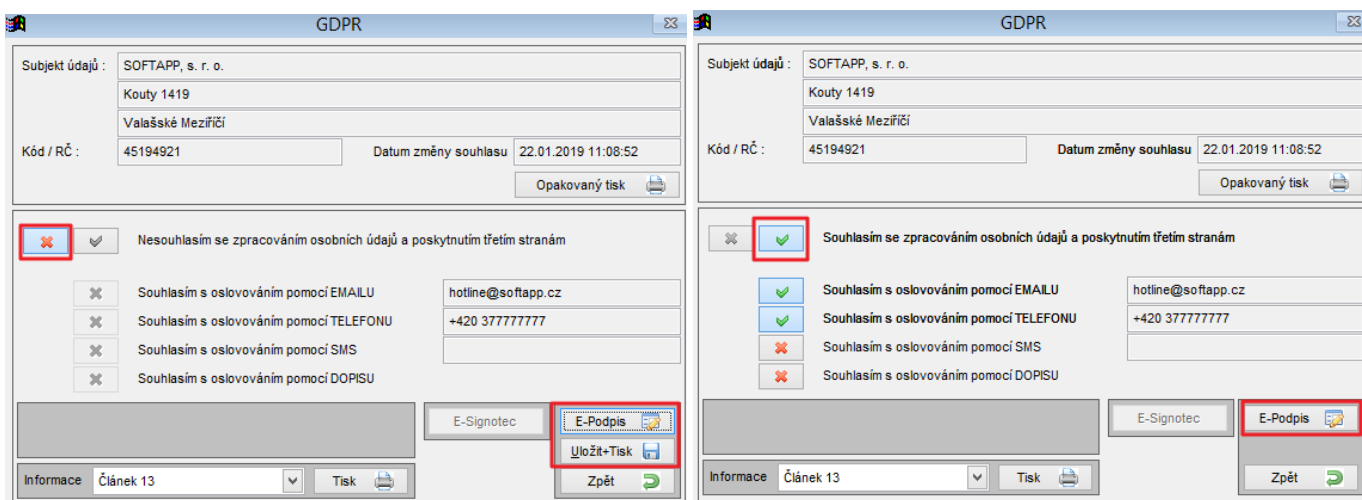 GDPR
Subjekt údajů : SOFTAPP, s. r. o.
Kouty 1419
Valašské Meziříčí
Kód / RČ : 45194921 Datum změny souhlasu 22.01.2019 11:08:52
Opakovaný tisk
Nesouhlasím se zpracováním osobních údajů a poskytnutím třetím stranám
Souhlasím s oslovováním pomocí EMAILU hotline@softapp.cz
Souhlasím s oslovováním pomocí TELEFONU +420 377777777
Souhlasím s oslovováním pomocí SMS
Souhlasím s oslovováním pomocí DOPISU
E-Signotec E-Podpis
Uložit+Tisk
Informace Článek 13 Tisk Zpět
GDPR
Subjekt údajů : SOFTAPP, s. r. o.
Kouty 1419
Valašské Meziříčí
Kód / RČ : 45194921 Datum změny souhlasu 22.01.2019 11:08:52
Opakovaný tisk
Souhlasím se zpracováním osobních údajů a poskytnutím třetím stranám
Souhlasím s oslovováním pomocí EMAILU hotline@softapp.cz
Souhlasím s oslovováním pomocí TELEFONU +420 377777777
Souhlasím s oslovováním pomocí SMS
Souhlasím s oslovováním pomocí DOPISU
E-Signotec E-Podpis
Informace Článek 13 Tisk Zpět